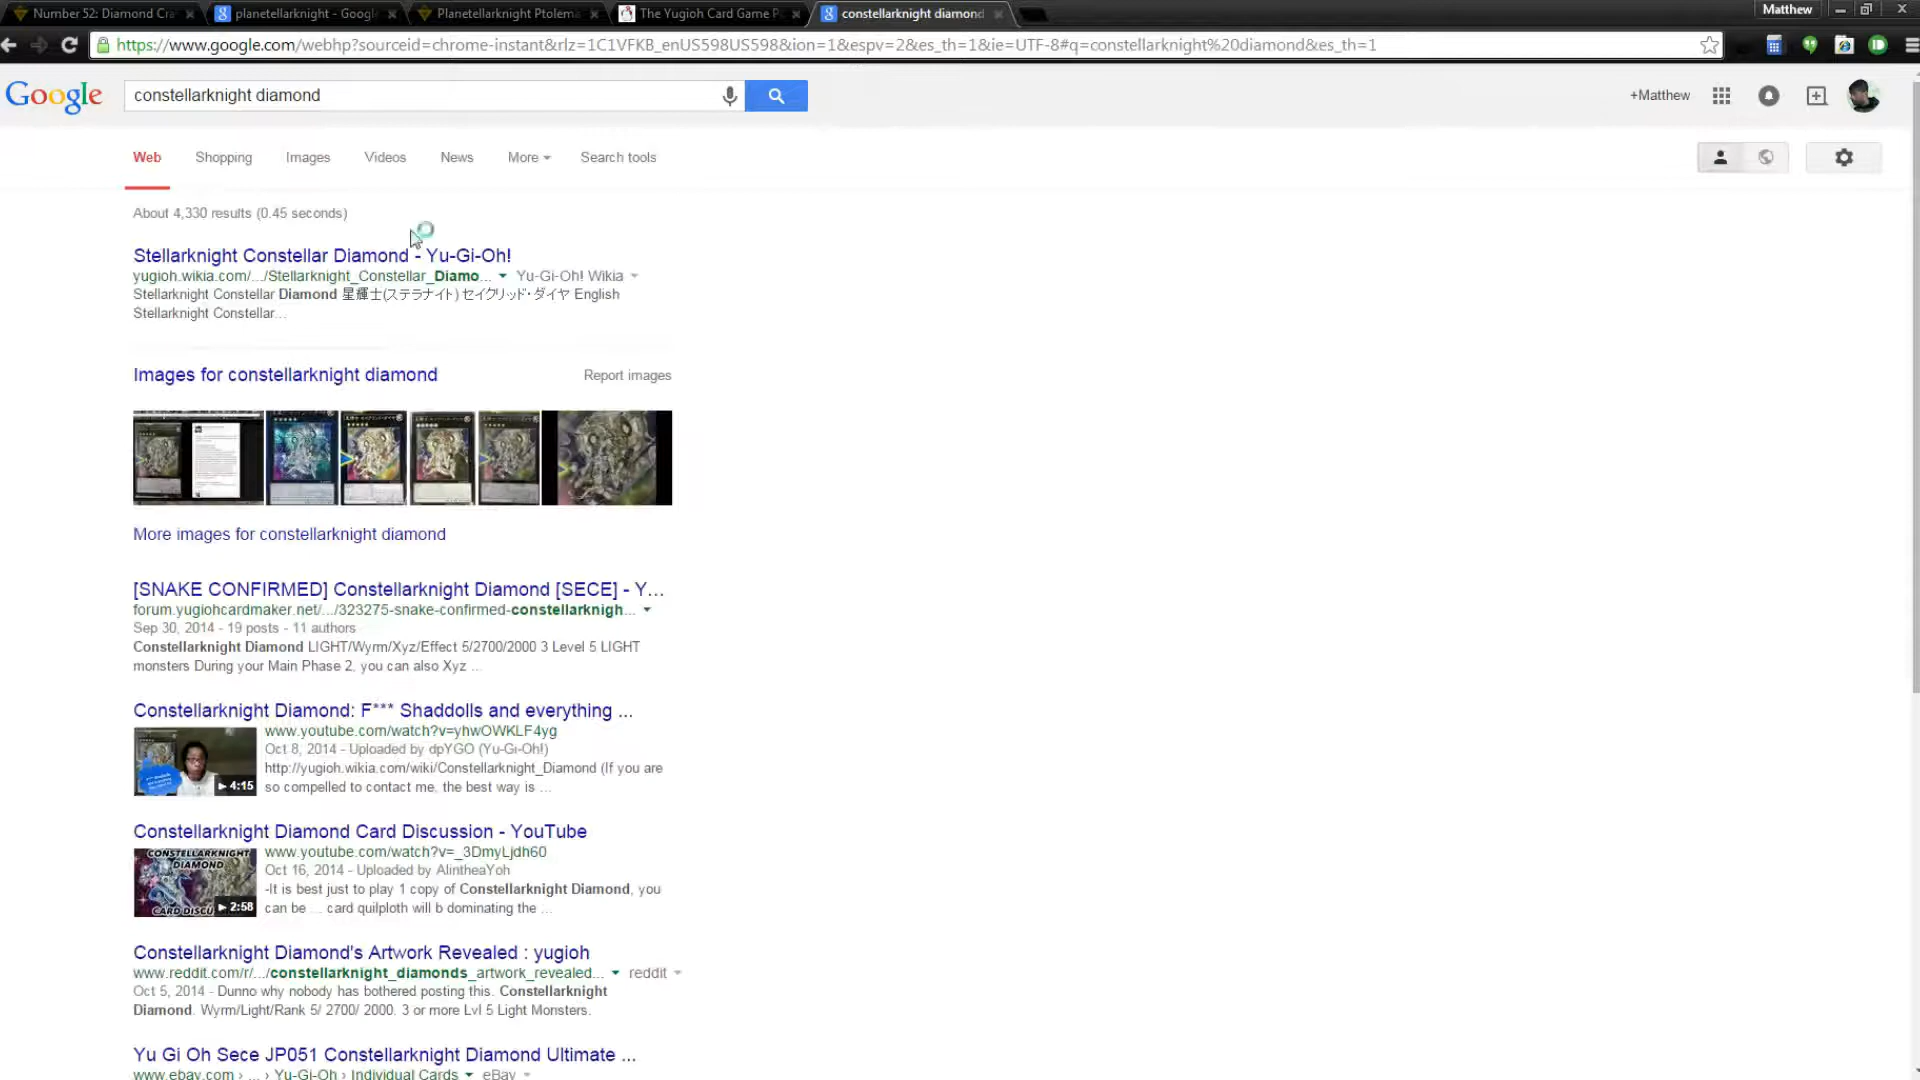 Number 52: Diamond Cra
planetellarknight - Google
Planetellarknight Ptolema
The Yugioh Card Game P
constellarknight diamond
Matthew
https://www.google.com/webhp?sourceid=chrome-instant&rlz=1C1VFKB_enUS598US598&ion=1&espv=2&es_th=1&ie=UTF-8#q=constellarknight%20diamond&es_th=1
Google
constellarknight diamond
+Matthew
Web Shopping Images Videos News More Search tools
About 4,330 results (0.45 seconds)
Stellarknight Constellar Diamond - Yu-Gi-Oh!
yugioh.wikia.com/.../Stellarknight_Constellar_Diamo... Yu-Gi-Oh! Wikia
Stellarknight Constellar Diamond 星輝士(ステラナイト) セイクリッド・ダイヤ English
Stellarknight Constellar...
Images for constellarknight diamond
Report images
More images for constellarknight diamond
[SNAKE CONFIRMED] Constellarknight Diamond [SECE] - Y...
forum.yugiohcardmaker.net/.../323275-snake-confirmed-constellarknigh...
Sep 30, 2014 - 19 posts - 11 authors
Constellarknight Diamond LIGHT/Wyrm/Xyz/Effect 5/2700/2000 3 Level 5 LIGHT
monsters During your Main Phase 2, you can also Xyz ...
Constellarknight Diamond: F*** Shaddolls and everything ...
www.youtube.com/watch?v=yhwOWKLF4yg
Oct 8, 2014 - Uploaded by dpYGO (Yu-Gi-Oh!)
http://yugioh.wikia.com/wiki/Constellarknight_Diamond (If you are
so compelled to contact me, the best way is ...
4:15
Constellarknight Diamond Card Discussion - YouTube
www.youtube.com/watch?v=_3DmyLjdh60
Oct 16, 2014 - Uploaded by AlintheaYoh
-It is best just to play 1 copy of Constellarknight Diamond, you
can be ... card quilploth will b dominating the ...
CONSTELLARKNIGHT
DIAMOND
CARD DISCU
2:58
Constellarknight Diamond's Artwork Revealed : yugioh
www.reddit.com/r/.../constellarknight_diamonds_artwork_revealed... reddit
Oct 5, 2014 - Dunno why nobody has bothered posting this. Constellarknight
Diamond. Wyrm/Light/Rank 5/ 2700/ 2000. 3 or more Lvl 5 Light Monsters.
Yu Gi Oh Sece JP051 Constellarknight Diamond Ultimate ...
www.ebay.com › ... › Yu-Gi-Oh › Individual Cards eBay